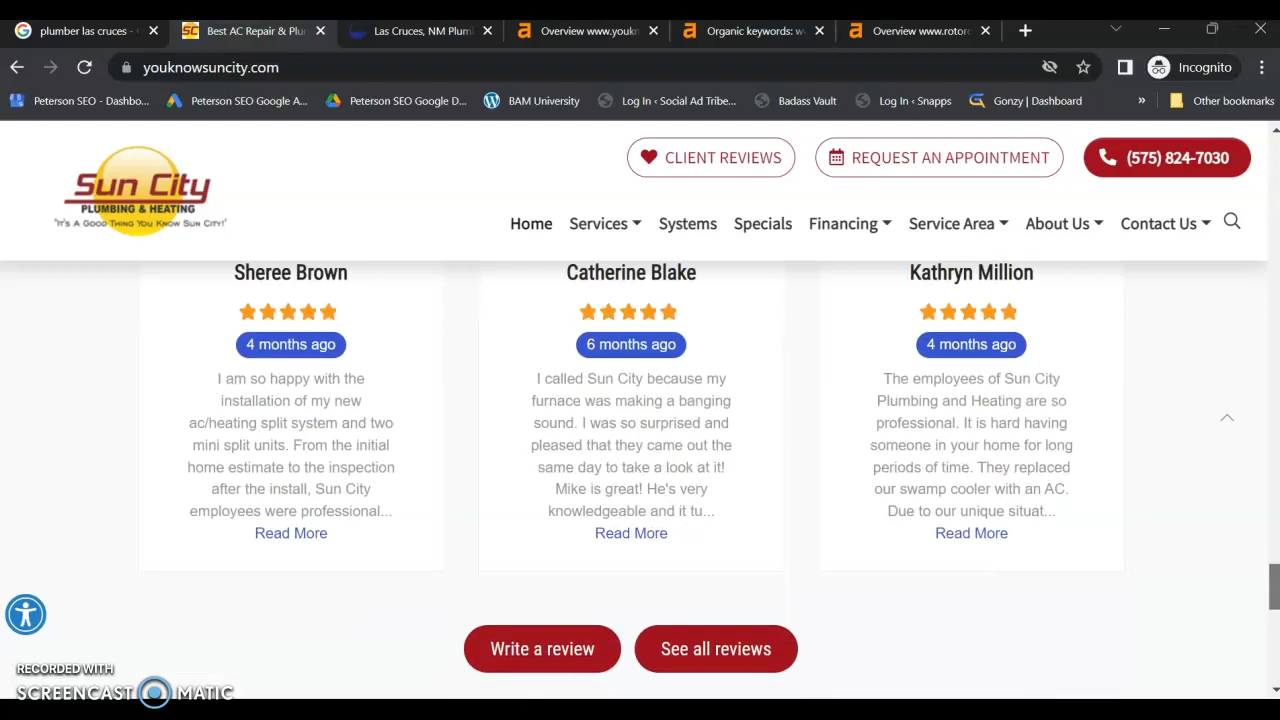 plumber las cruces -
Best AC Repair & Plu
Las Cruces, NM Plum
Overview www.youkn
Organic keywords: w
Overview www.rotor
youknowsuncity.com
Incognito
Peterson SEO - Dashbo...
Peterson SEO Google A...
Peterson SEO Google D...
BAM University
Log In ‹ Social Ad Tribe...
Badass Vault
Log In ‹ Snapps
Gonzy | Dashboard
»
Other bookmarks
Sun City
PLUMBING & HEATING
"IT'S A GOOD THING YOU KNOW SUN CITY!"
CLIENT REVIEWS
REQUEST AN APPOINTMENT
(575) 824-7030
Home
Services
Systems
Specials
Financing
Service Area
About Us
Contact Us
Sheree Brown
4 months ago
I am so happy with the
installation of my new
ac/heating split system and two
mini split units. From the initial
home estimate to the inspection
after the install, Sun City
employees were professional...
Read More
Catherine Blake
6 months ago
I called Sun City because my
furnace was making a banging
sound. I was so surprised and
pleased that they came out the
same day to take a look at it!
Mike is great! He's very
knowledgeable and it tu...
Read More
Kathryn Million
4 months ago
The employees of Sun City
Plumbing and Heating are so
professional. It is hard having
someone in your home for long
periods of time. They replaced
our swamp cooler with an AC.
Due to our unique situat...
Read More
Write a review
See all reviews
RECORDED WITH
SCREENCAST MATIC